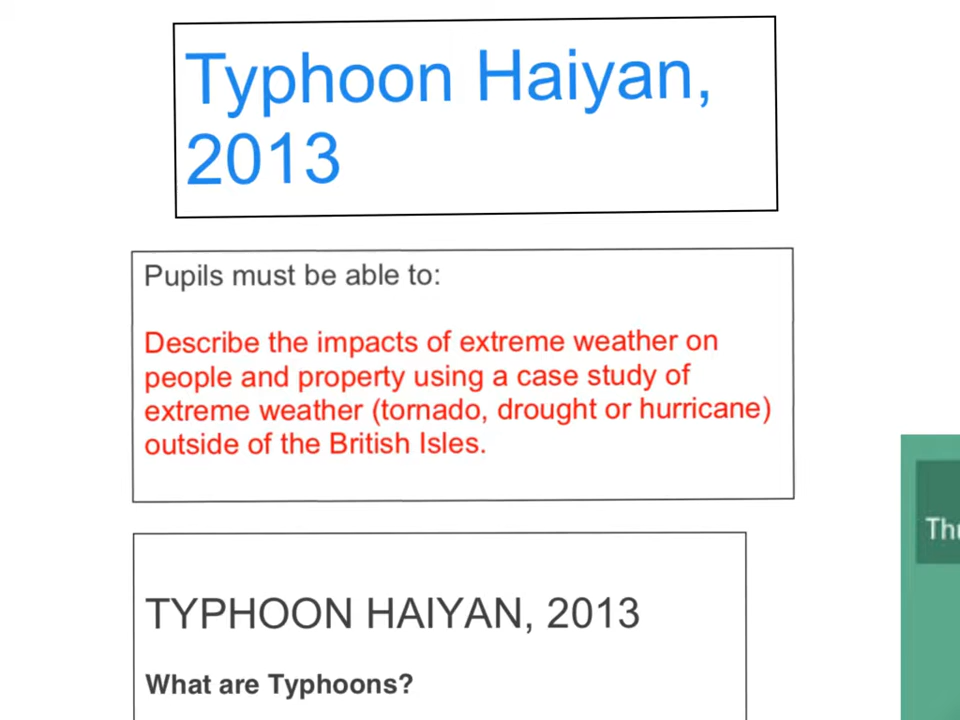 Typhoon Haiyan,
2013
Pupils must be able to:
Describe the impacts of extreme weather on
people and property using a case study of
extreme weather (tornado, drought or hurricane)
outside of the British Isles.
TYPHOON HAIYAN, 2013
What are Typhoons?